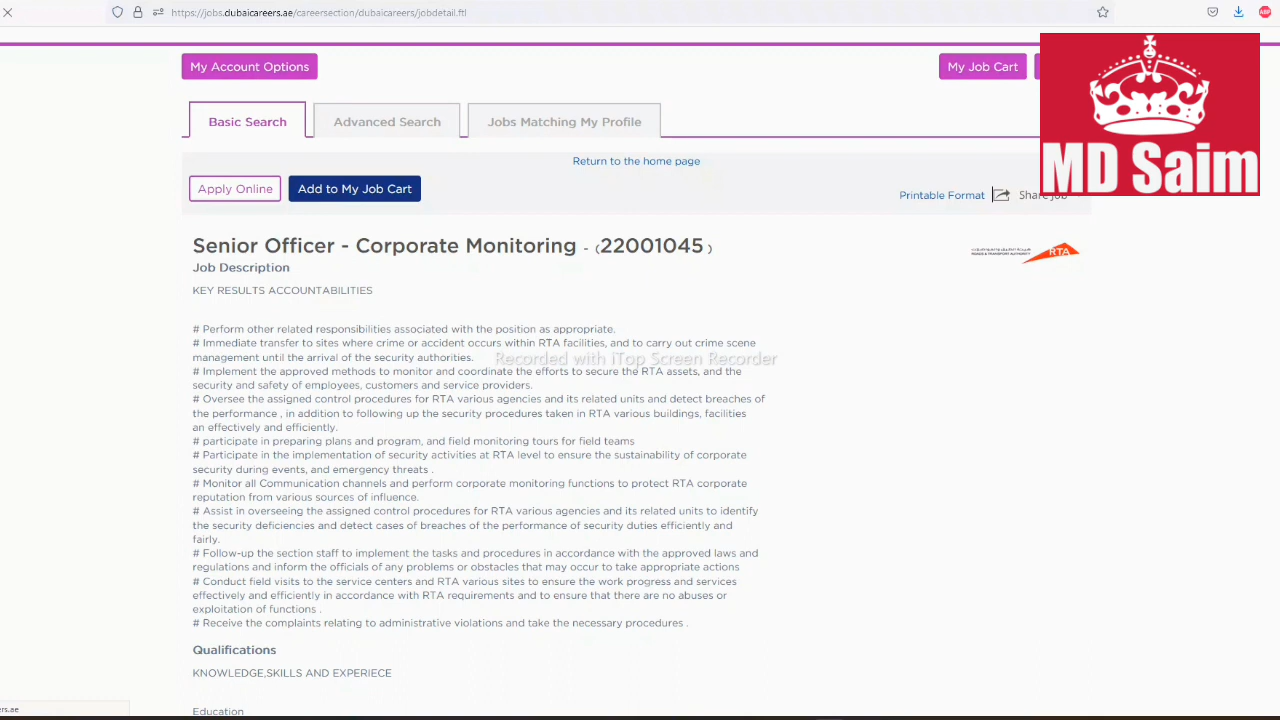 https://jobs.dubaicareers.ae/careersection/dubaicareers/jobdetail.ftl
ABP
My Account Options
My Job Cart
MD Saim
Basic Search
Advanced Search
Jobs Matching My Profile
Return to the home page
Apply Online
Add to My Job Cart
Printable Format
Share Job
Senior Officer - Corporate Monitoring - (22001045 )
RTA
ROADS & TRANSPORT AUTHORITY
Job Description
KEY RESULTS ACCOUNTABILITIES
# Perform other related responsibilities associated with the position as appropriate.
# Immediate transfer to sites where crime or accident occurs within RTA facilities, and to carry out crime scene
management until the arrival of the security authorities.
Recorded with iTop Screen Recorder
# Implement the approved methods to monitor and coordinate the efforts to secure the RTA assets, and the
security and safety of employees, customers and service providers.
# Oversee the assigned control procedures for RTA various agencies and its related units and detect breaches of
the performance , in addition to following up the security procedures taken in RTA various buildings, facilities
an effectively and efficiently.
# participate in preparing plans and program, and field monitoring tours for field teams
# Participate in the implementation of security activities at RTA level to ensure the sustainability of corporate
security during events, and emergency threats .
# Monitor all Communication channels and perform corporate monitoring functions to protect RTA corporate
reputation from various sources of influence.
# Assist in overseeing the assigned control procedures for RTA various agencies and its related units to identify
the security deficiencies and detect cases of breaches of the performance of security duties efficiently and
fairly.
# Follow-up the section staff to implement the tasks and procedures in accordance with the approved laws and
regulations and inform the officials of any problems or obstacles that may occur to take appropriate actions
# Conduct field visits to the service centers and RTA various sites to ensure the work progress and services
effectively and efficiently in accordance with RTA requirements and to ensure that there are no abuses or
exploitation of functions .
# Receive the complaints relating to administrative violations and take the necessary procedures .
Qualifications
KNOWLEDGE,SKILLS AND EXPERIECE
ers.ae
Education